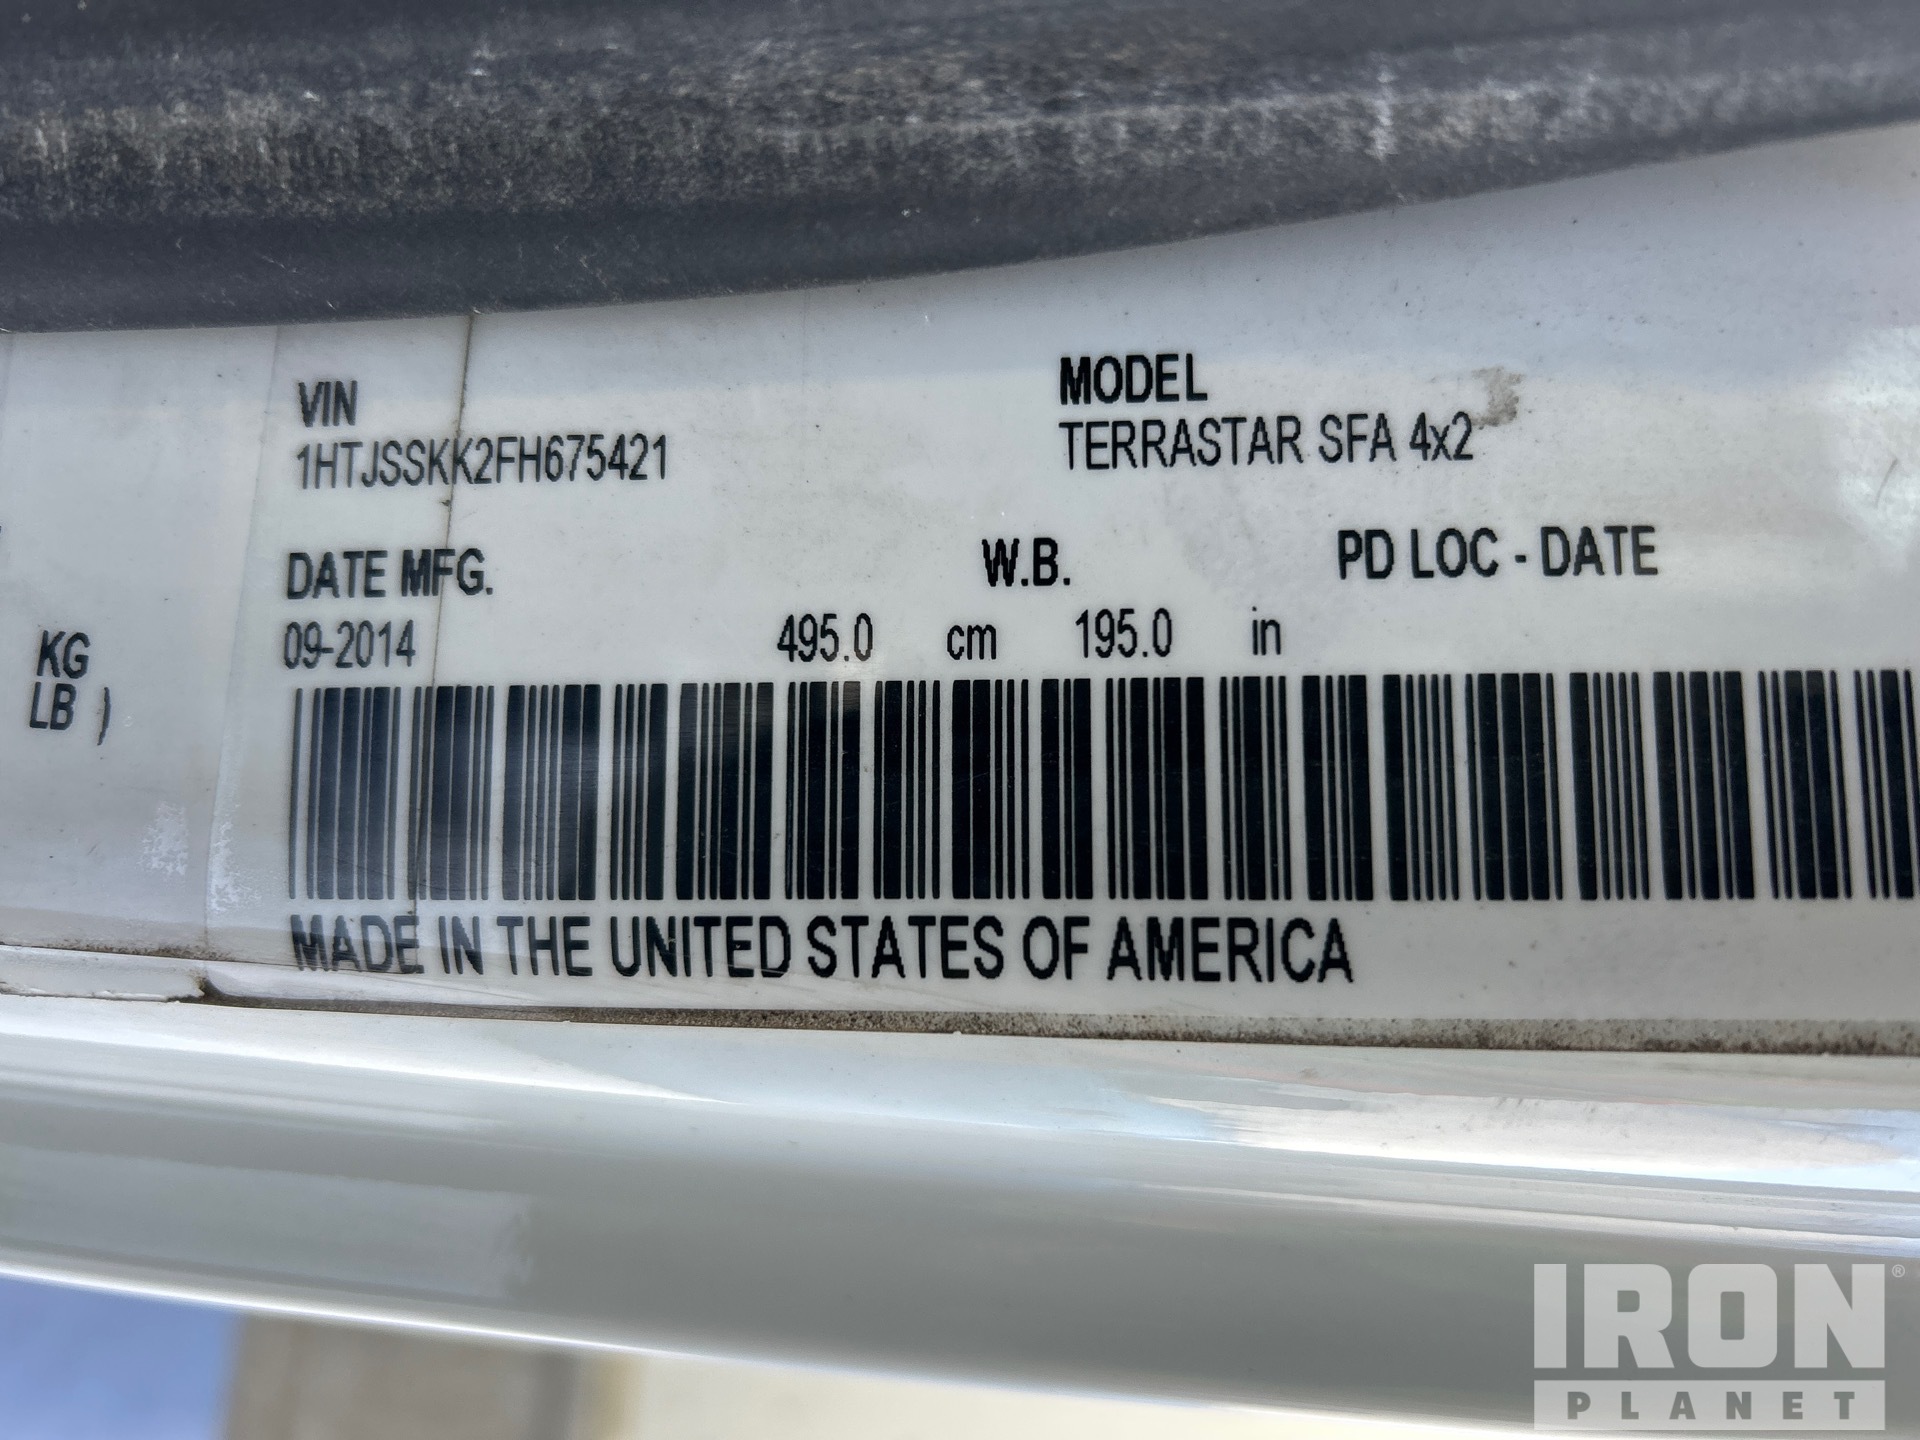 VIN
1HTJSSKK2FH675421
MODEL
TERRASTAR SFA 4x2
DATE MFG.
09-2014
W.B.
495.0 cm 195.0 in
PD LOC - DATE
KG
LB )
MADE IN THE UNITED STATES OF AMERICA
IRON®
PLANET